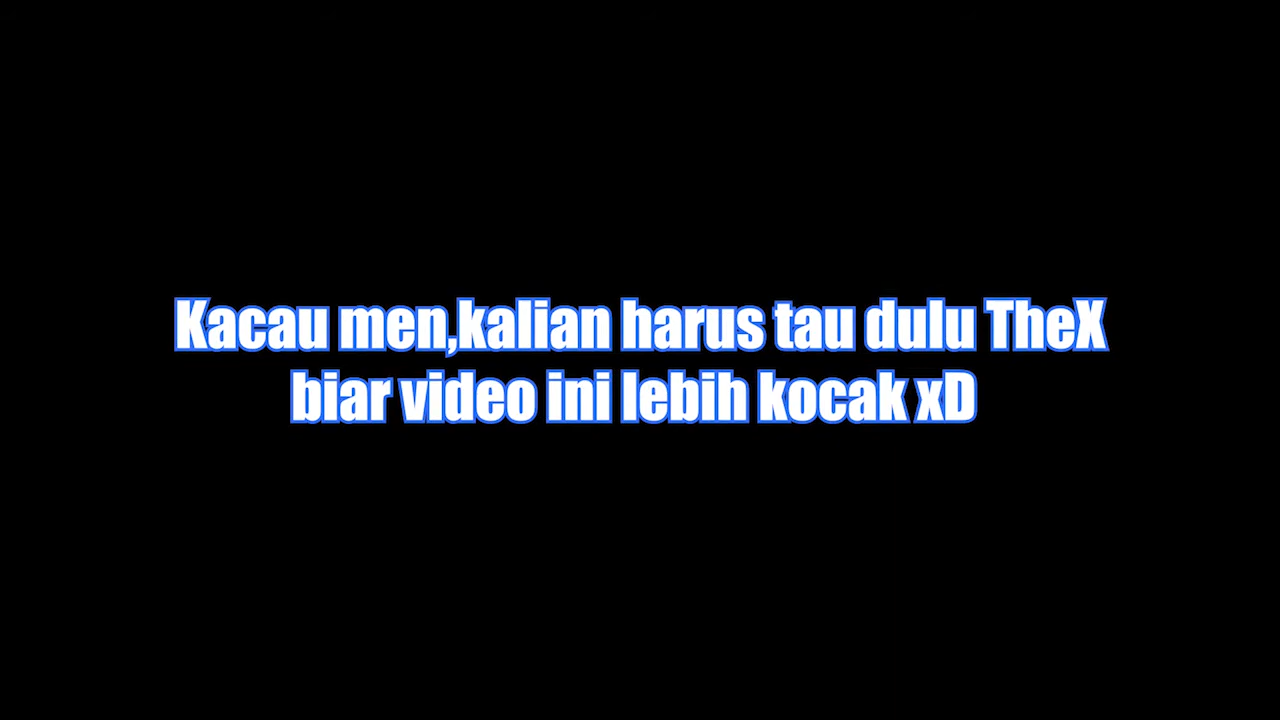 Kacau men,kalian harus tau dulu TheX
biar video ini lebih kocak xD